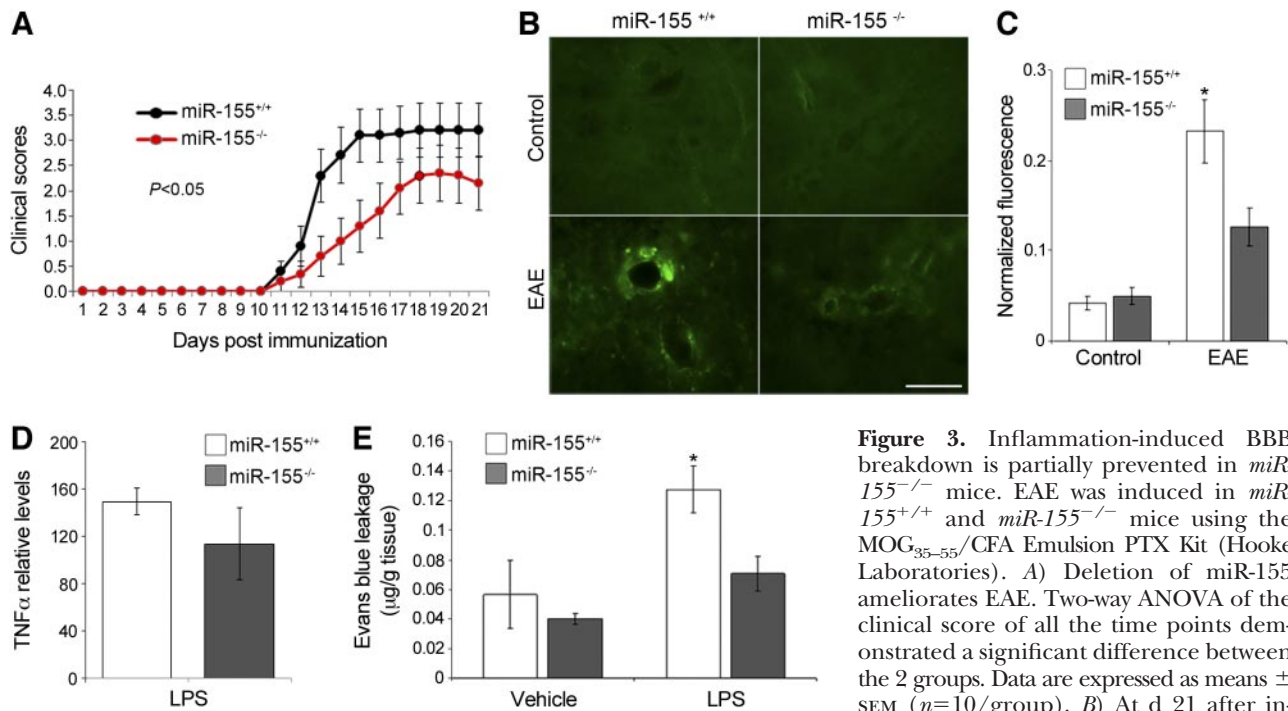 A
4.0
3.5
3.0
2.5
2.0
1.5
1.0
0.5
0.0
Clinical scores
miR-155+/+
miR-155-/-
P<0.05
1 2 3 4 5 6 7 8 9 10 11 12 13 14 15 16 17 18 19 20 21
Days post immunization
B
miR-155 +/+
miR-155 -/-
Control
EAE
C
miR-155+/+
miR-155-/-
0.3
0.2
0.1
0
Normalized fluorescence
*
Control
EAE
D
miR-155+/+
miR-155-/-
200
160
120
80
40
0
TNFα relative levels
LPS
E
miR-155+/+
miR-155-/-
0.16
0.14
0.12
0.1
0.08
0.06
0.04
0.02
0
Evans blue leakage
(µg/g tissue)
*
Vehicle
LPS
Figure 3. Inflammation-induced BBB
breakdown is partially prevented in miR
155−/− mice. EAE was induced in miR
155+/+ and miR-155−/− mice using the
MOG35–55/CFA Emulsion PTX Kit (Hooke
Laboratories). A) Deletion of miR-155
ameliorates EAE. Two-way ANOVA of the
clinical score of all the time points dem-
onstrated a significant difference between
the 2 groups. Data are expressed as means ±
SEM (n=10/group). B) At d 21 after in-